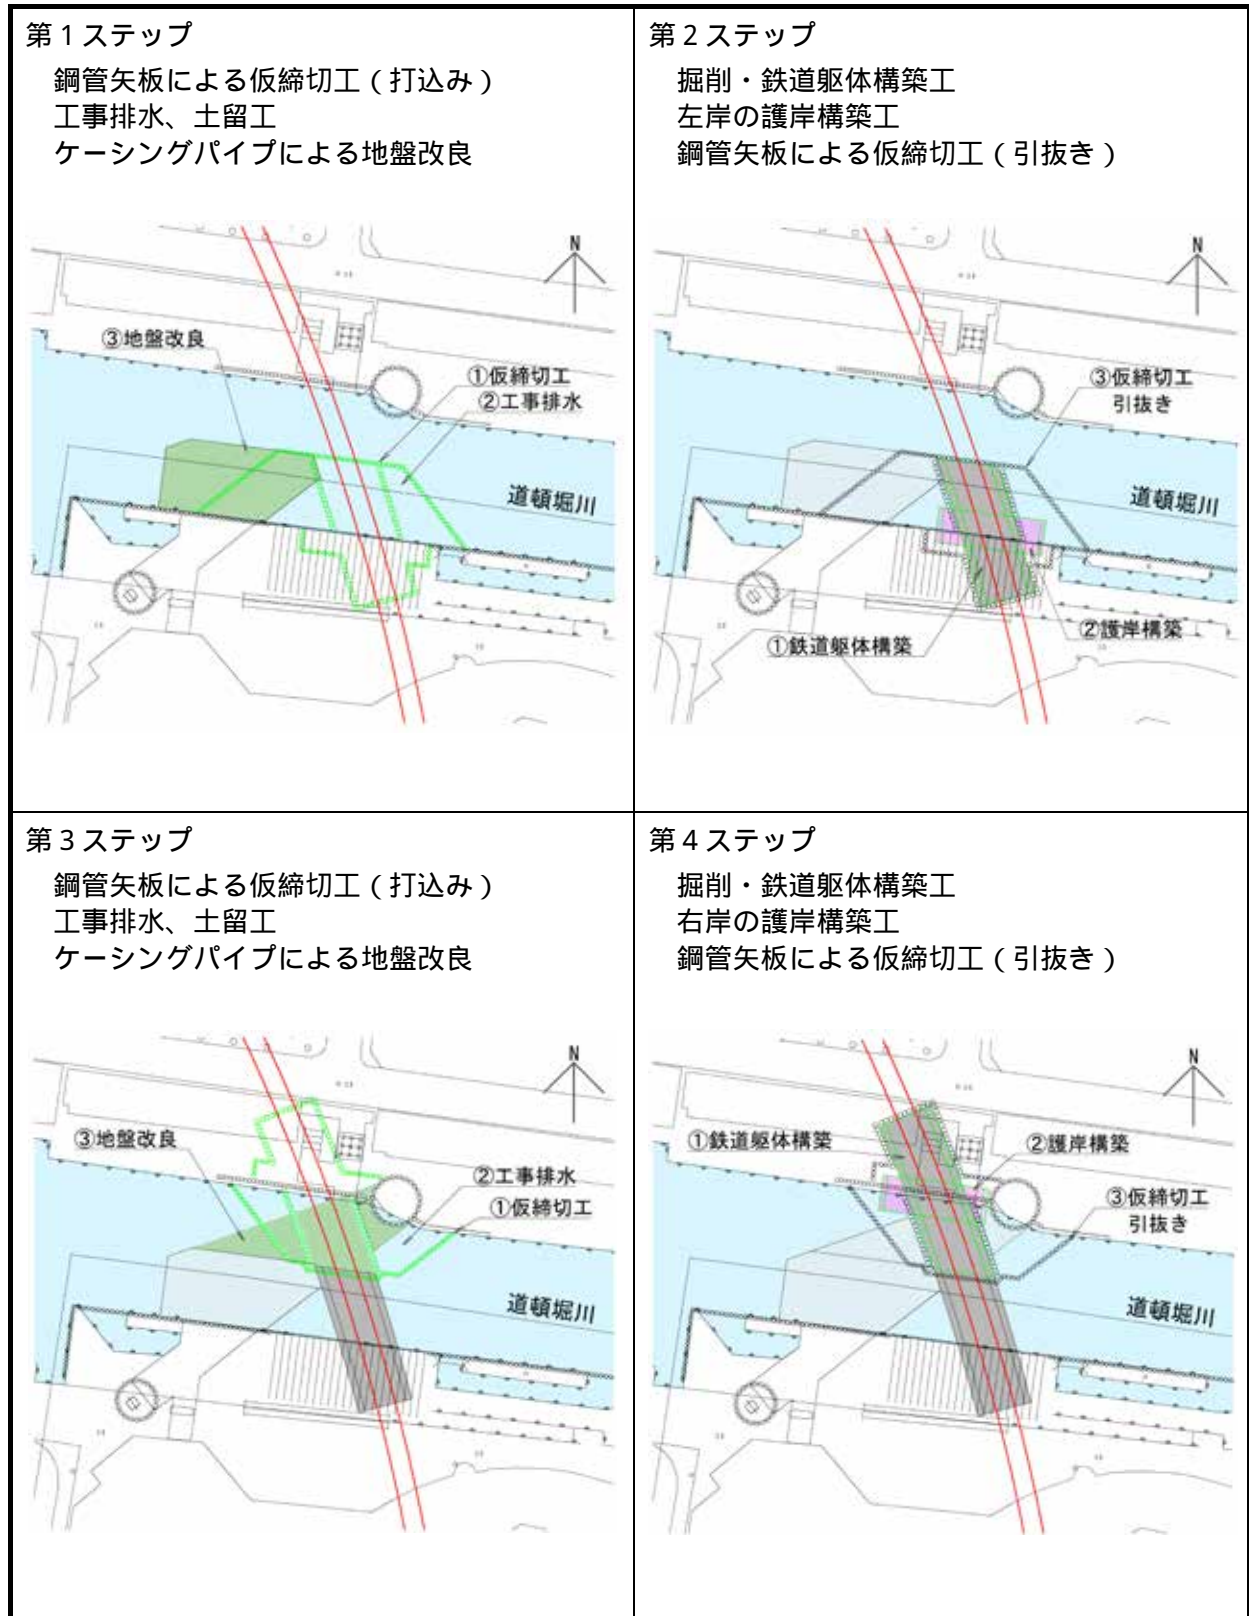 第１ステップ
鋼管矢板による仮締切工（打込み）
工事排水、土留工
ケーシングパイプによる地盤改良
N
③地盤改良
①仮締切工
②工事排水
道頓堀川
第２ステップ
掘削・鉄道躯体構築工
左岸の護岸構築工
鋼管矢板による仮締切工（引抜き）
N
③仮締切工
引抜き
道頓堀川
②護岸構築
①鉄道躯体構築
第３ステップ
鋼管矢板による仮締切工（打込み）
工事排水、土留工
ケーシングパイプによる地盤改良
N
③地盤改良
②工事排水
①仮締切工
道頓堀川
第４ステップ
掘削・鉄道躯体構築工
右岸の護岸構築工
鋼管矢板による仮締切工（引抜き）
N
①鉄道躯体構築
②護岸構築
③仮締切工
引抜き
道頓堀川